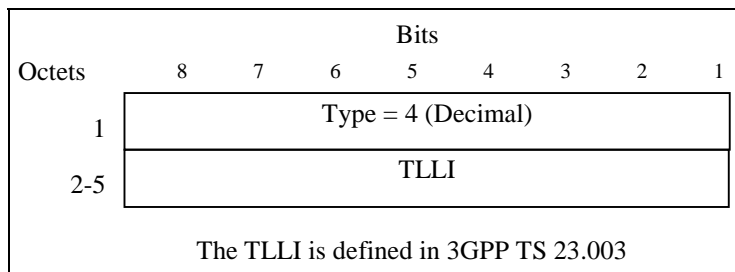 Bits
Octets 8 7 6 5 4 3 2 1
1 Type = 4 (Decimal)
2-5 TLLI
The TLLI is defined in 3GPP TS 23.003